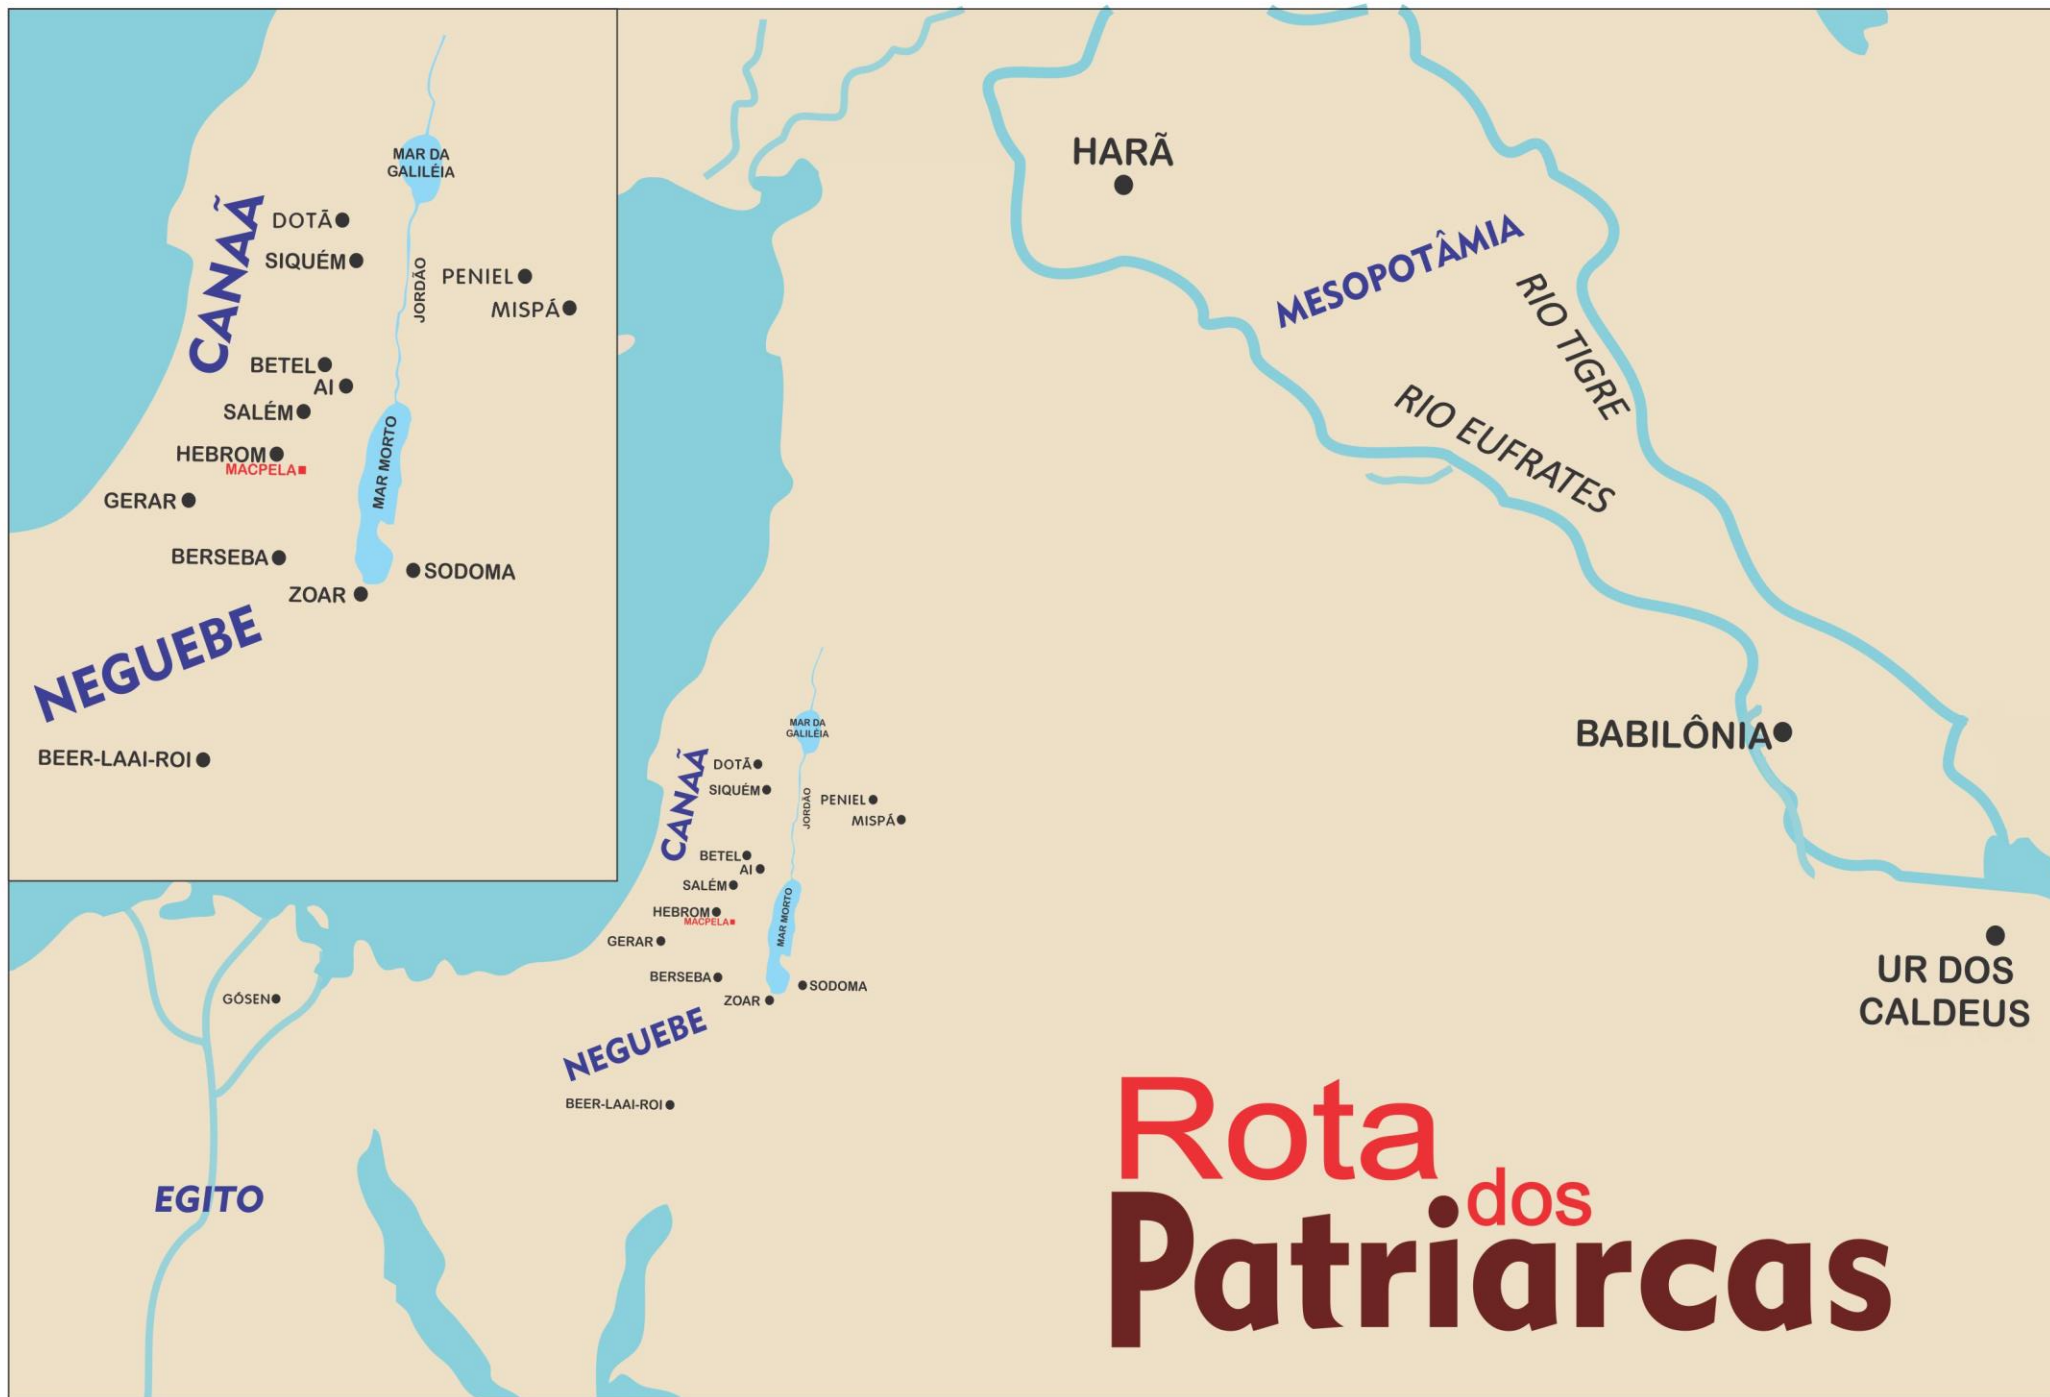 MAR DA
GALILÉIA
CANAÃ
DOTÃ
SIQUÉM
JORDÃO
PENIEL
MISPÁ
BETEL
AI
SALÉM
HEBROM
MACPELA
MAR MORTO
GERAR
BERSEBA
SODOMA
ZOAR
NEGUEBE
BEER-LAAI-ROI
HARÃ
MESOPOTÂMIA
RIO TIGRE
RIO EUFRATES
BABILÔNIA
UR DOS
CALDEUS
MAR DA
GALILÉIA
CANAÃ
DOTÃ
SIQUÉM
JORDÃO
PENIEL
MISPÁ
BETEL
AI
SALÉM
HEBROM
MACPELA
MAR MORTO
GERAR
BERSEBA
SODOMA
ZOAR
NEGUEBE
BEER-LAAI-ROI
GÓSEN
EGITO
Rota
dos
Patriarcas